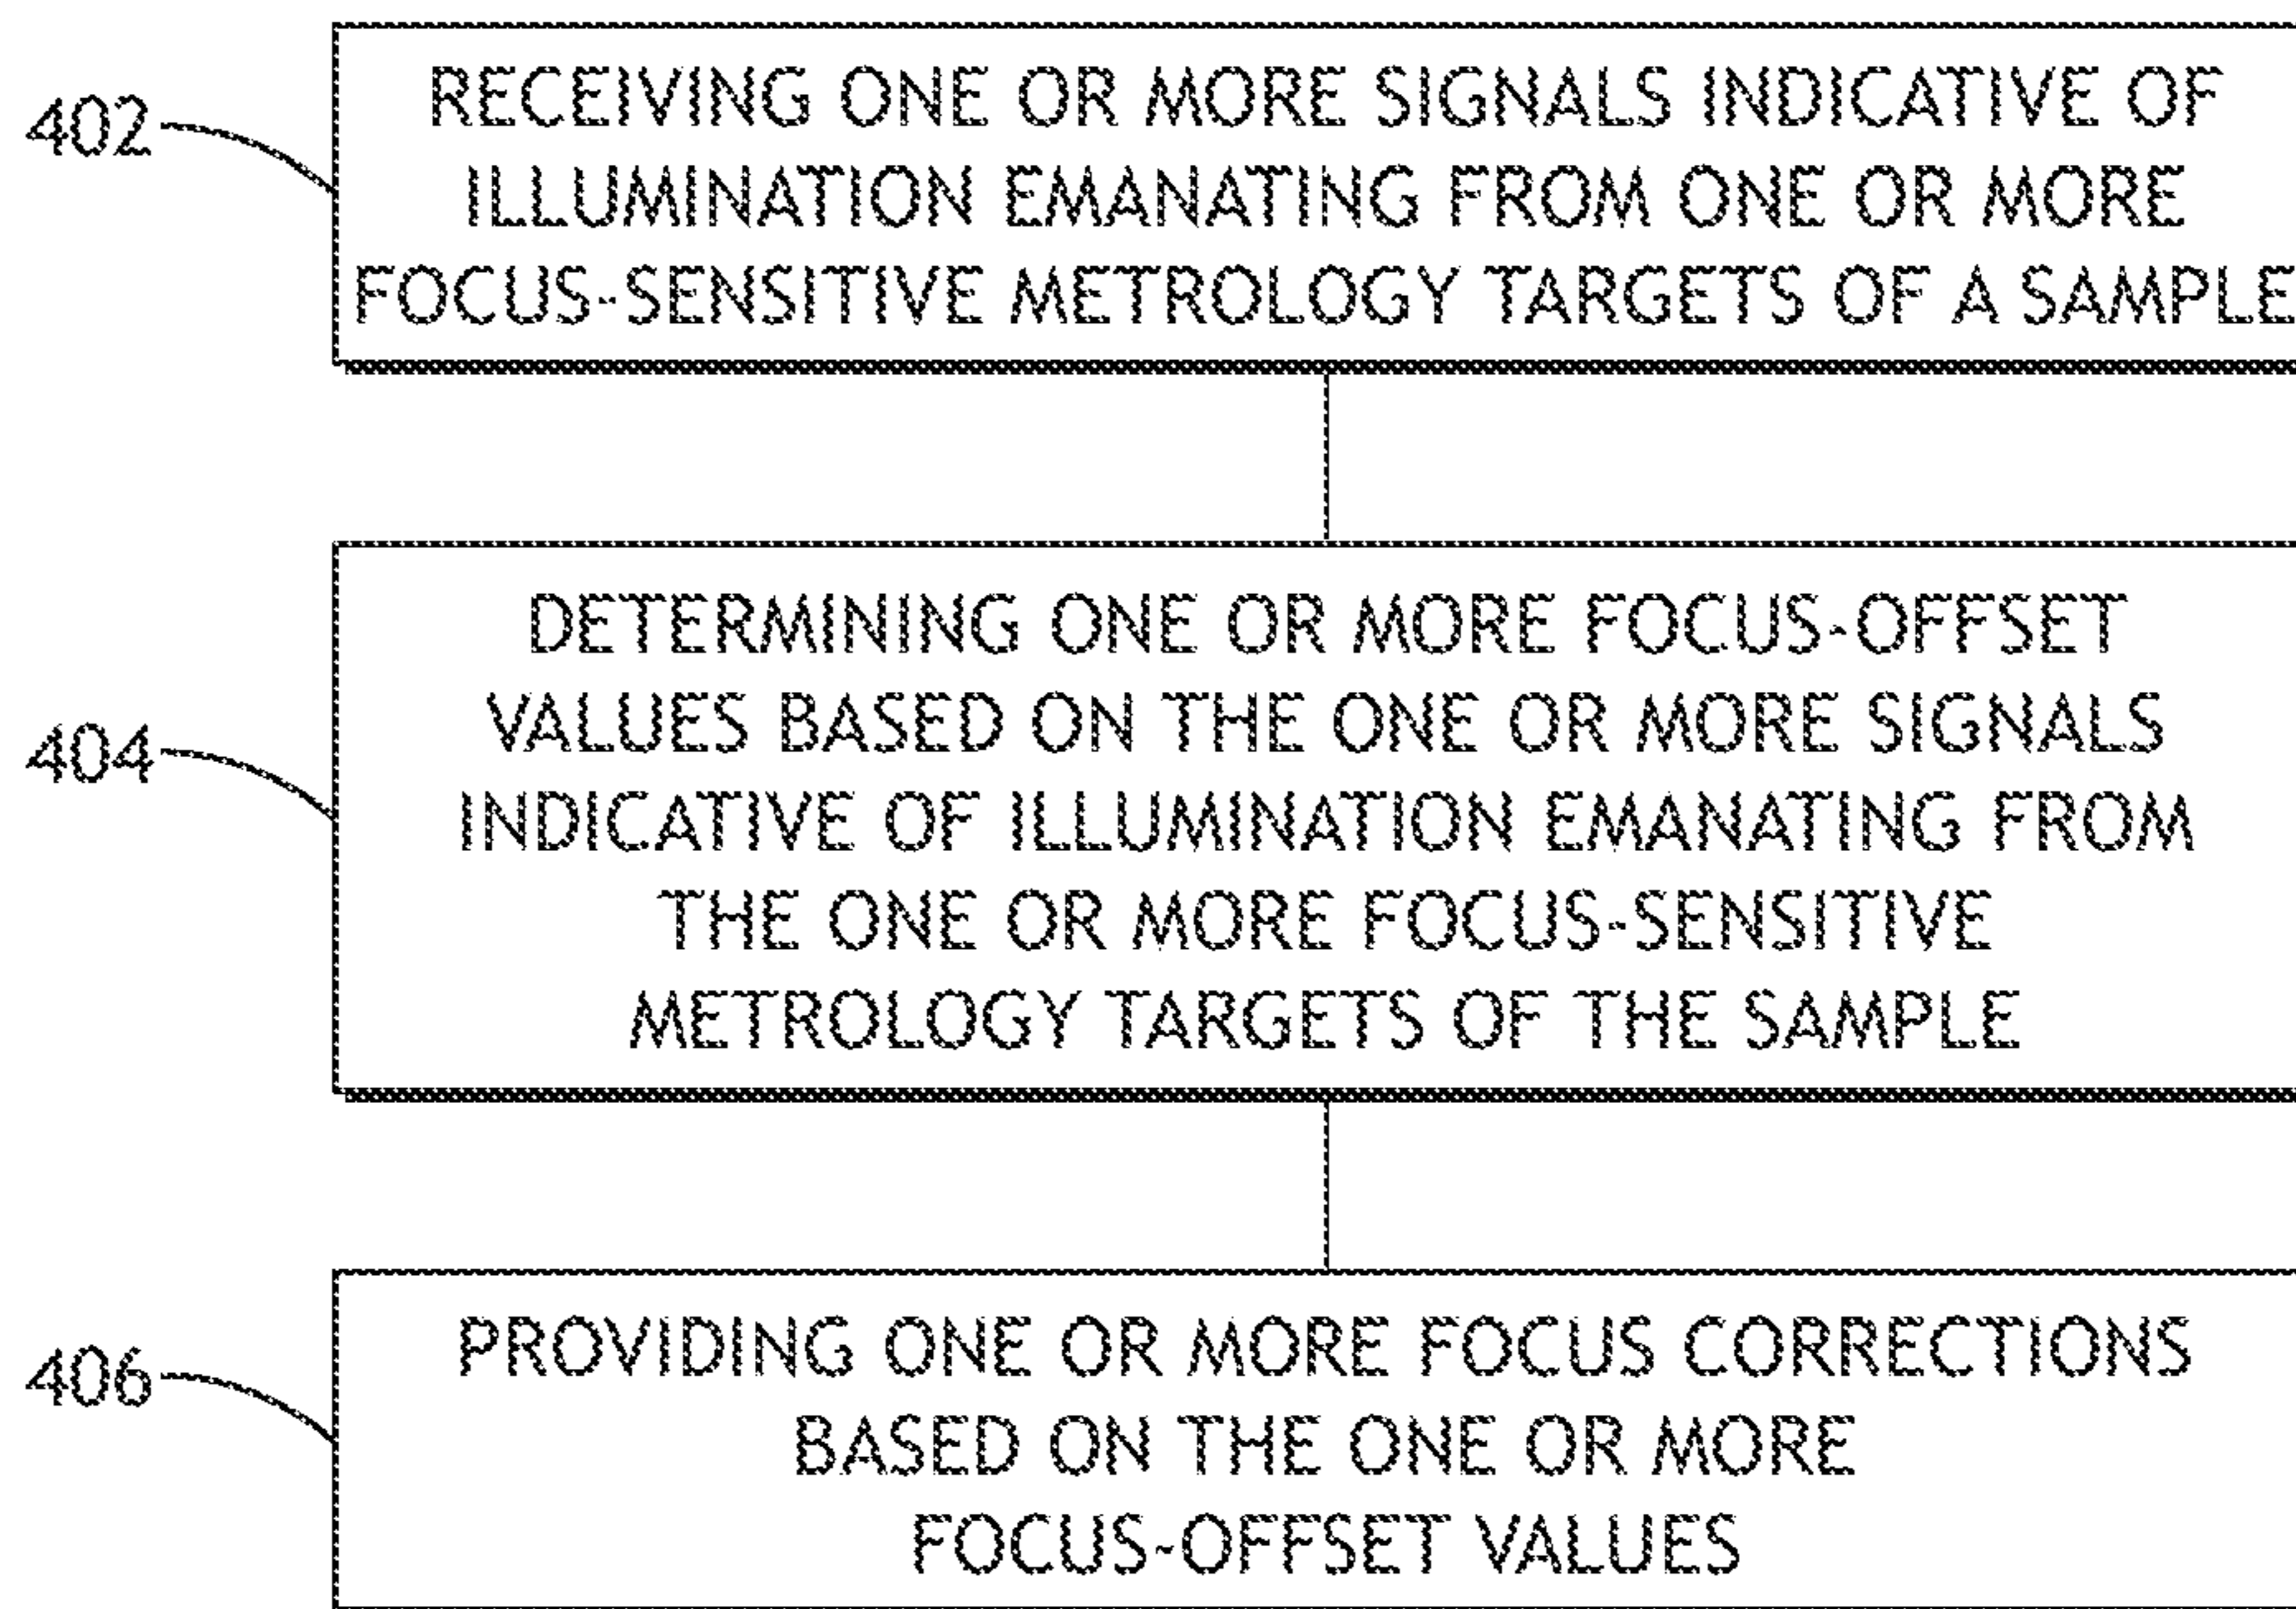 402
RECEIVING ONE OR MORE SIGNALS INDICATIVE OF
ILLUMINATION EMANATING FROM ONE OR MORE
FOCUS-SENSITIVE METROLOGY TARGETS OF A SAMPLE
404
DETERMINING ONE OR MORE FOCUS-OFFSET
VALUES BASED ON THE ONE OR MORE SIGNALS
INDICATIVE OF ILLUMINATION EMANATING FROM
THE ONE OR MORE FOCUS-SENSITIVE
METROLOGY TARGETS OF THE SAMPLE
406
PROVIDING ONE OR MORE FOCUS CORRECTIONS
BASED ON THE ONE OR MORE
FOCUS-OFFSET VALUES